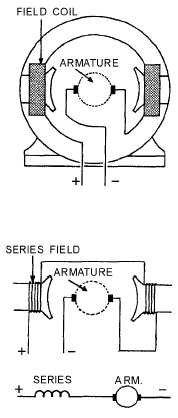 FIELD COIL
ARMATURE
+ −
SERIES FIELD
ARMATURE
+ −
+ SERIES ARM. −